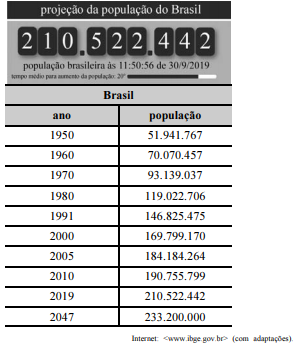 projeção da população do Brasil
210.522.442
população brasileira às 11:50:56 de 30/9/2019
tempo médio para aumento da população: 20"
Brasil
ano população
1950 51.941.767
1960 70.070.457
1970 93.139.037
1980 119.022.706
1991 146.825.475
2000 169.799.170
2005 184.184.264
2010 190.755.799
2019 210.522.442
2047 233.200.000
Internet: <www.ibge.gov.br> (com adaptações).